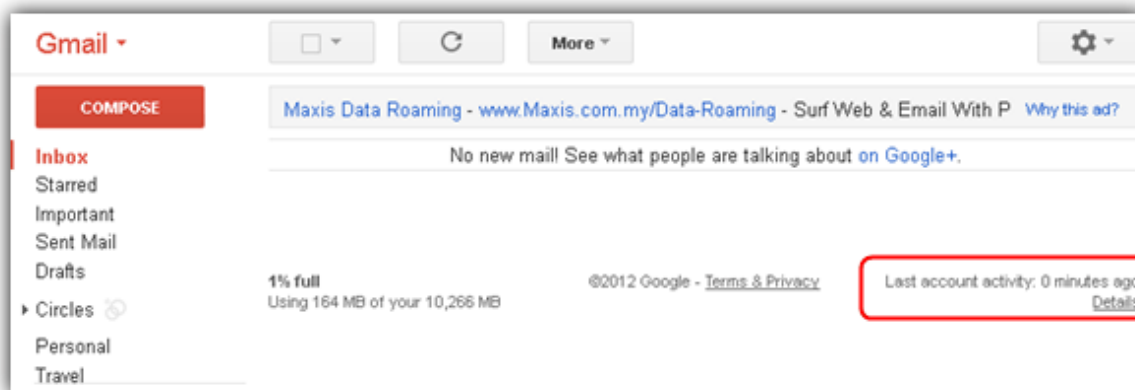 Gmail
More
COMPOSE
Maxis Data Roaming - www.Maxis.com.my/Data-Roaming - Surf Web & Email With P Why this ad?
Inbox
No new mail! See what people are talking about on Google+.
Starred
Important
Sent Mail
Drafts
Circles
Personal
Travel
1% full
Using 164 MB of your 10,266 MB
©2012 Google - Terms & Privacy
Last account activity: 0 minutes ago
Details